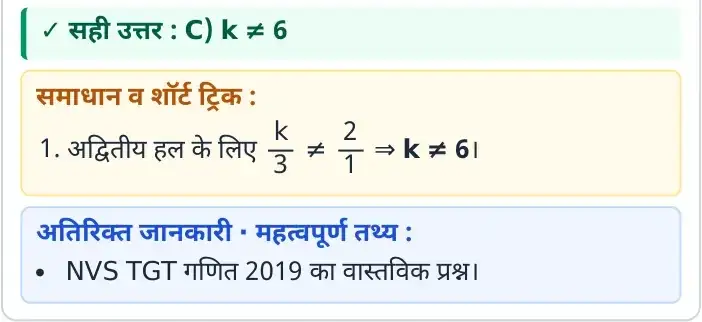 ✓ सही उत्तर : C) k ≠ 6
समाधान व शॉर्ट ट्रिक :
1. अद्वितीय हल के लिए k/3 ≠ 2/1 ⇒ k ≠ 6।
अतिरिक्त जानकारी · महत्वपूर्ण तथ्य :
• NVS TGT गणित 2019 का वास्तविक प्रश्न।